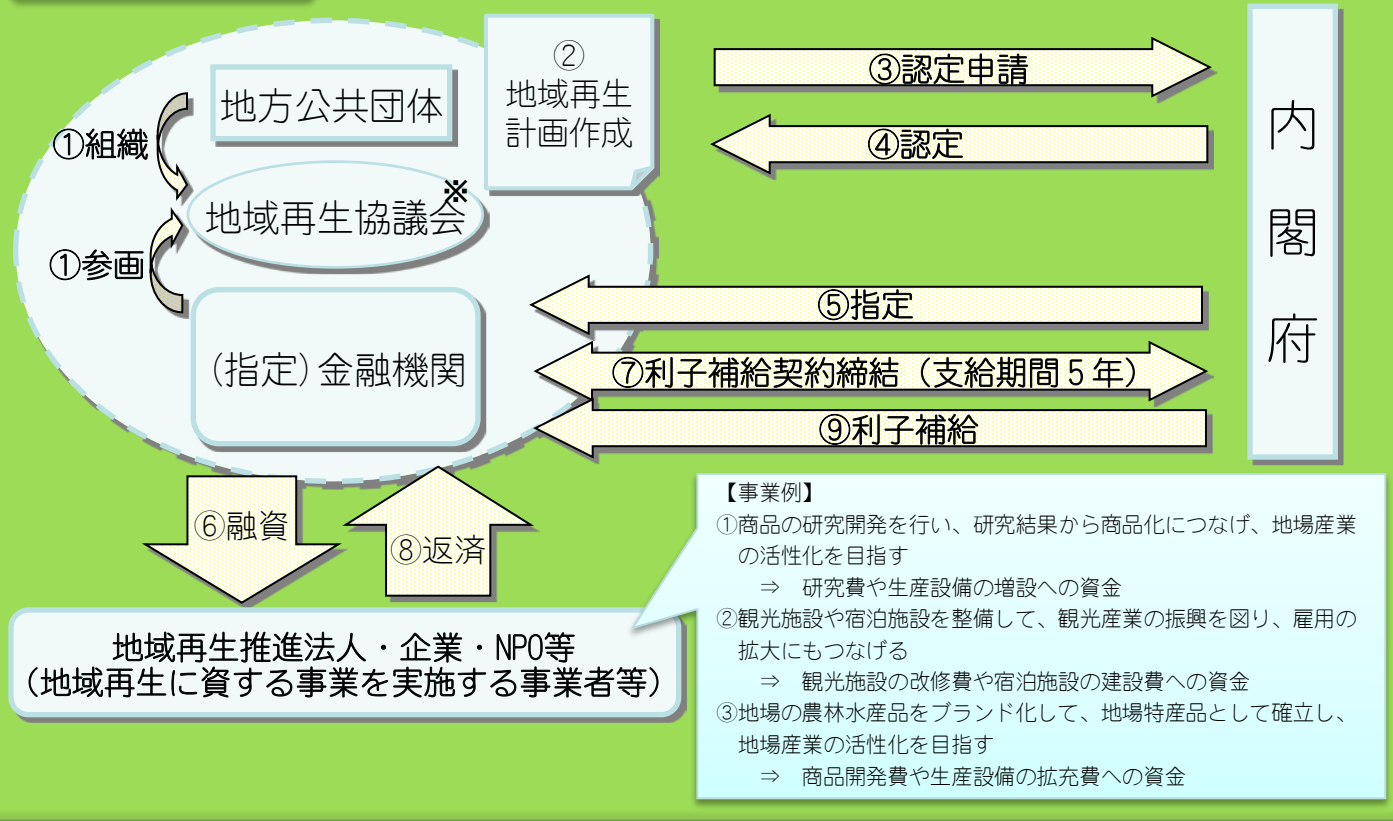 地方公共団体
①組織
地域再生協議会※
①参画
(指定)金融機関
②
地域再生
計画作成
③認定申請
④認定
⑤指定
⑦利子補給契約締結（支給期間５年）
⑨利子補給
内
閣
府
⑥融資
⑧返済
地域再生推進法人・企業・NPO等
（地域再生に資する事業を実施する事業者等）
【事業例】
①商品の研究開発を行い、研究結果から商品化につなげ、地場産業
の活性化を目指す
⇒　研究費や生産設備の増設への資金
②観光施設や宿泊施設を整備して、観光産業の振興を図り、雇用の
拡大にもつなげる
⇒　観光施設の改修費や宿泊施設の建設費への資金
③地場の農林水産品をブランド化して、地場特産品として確立し、
地場産業の活性化を目指す
⇒　商品開発費や生産設備の拡充費への資金